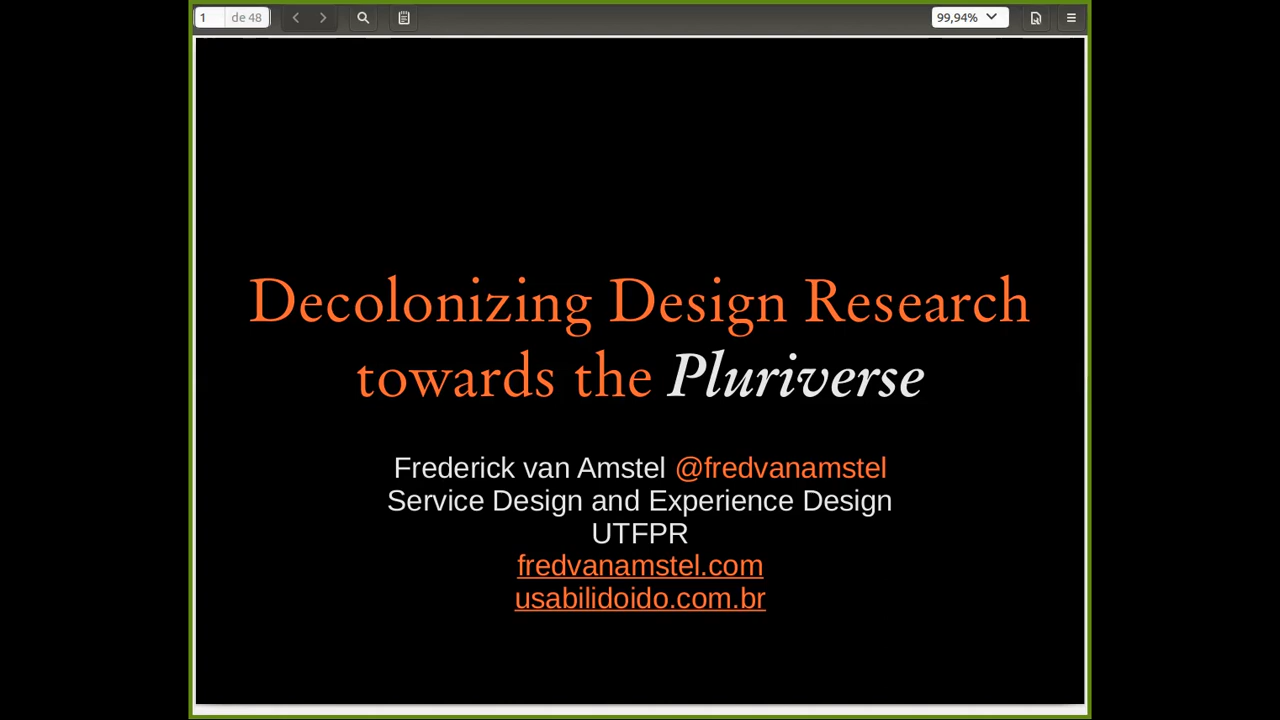 1 de 48 99,94%
Decolonizing Design Research
towards the Pluriverse
Frederick van Amstel @fredvanamstel
Service Design and Experience Design
UTFPR
fredvanamstel.com
usabilidoido.com.br